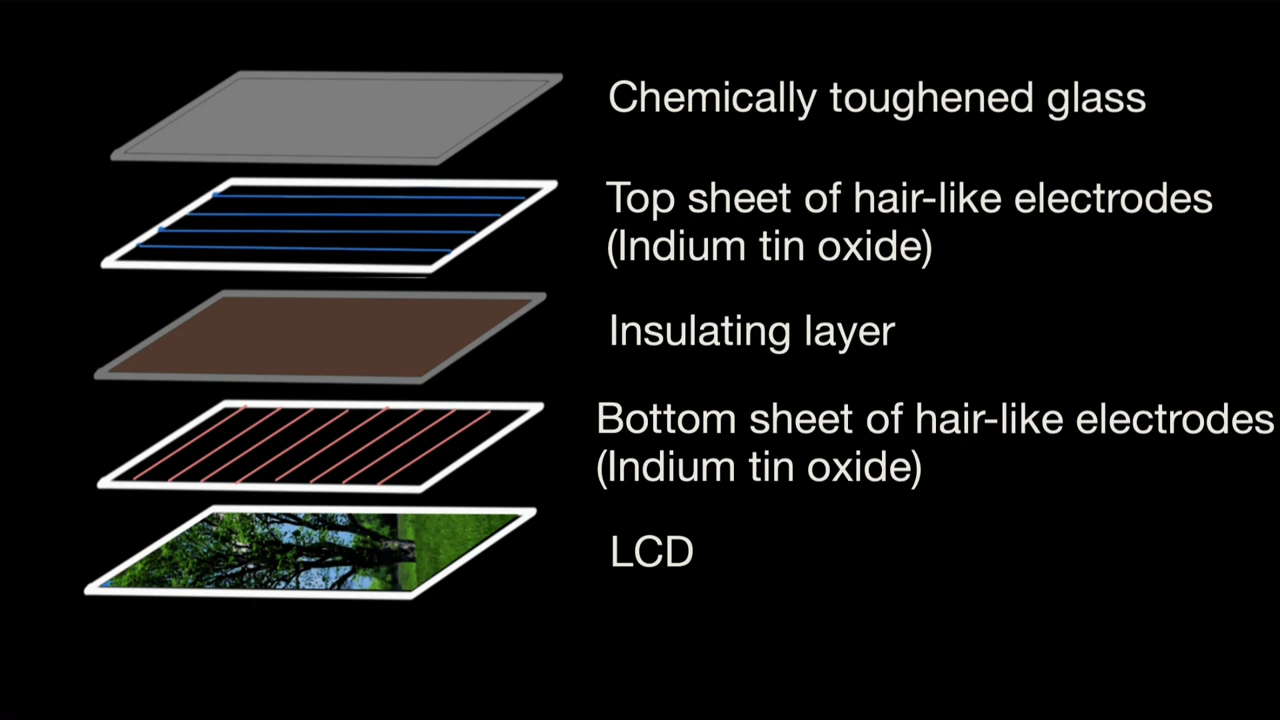 Chemically toughened glass
Top sheet of hair-like electrodes
(Indium tin oxide)
Insulating layer
Bottom sheet of hair-like electrodes
(Indium tin oxide)
LCD